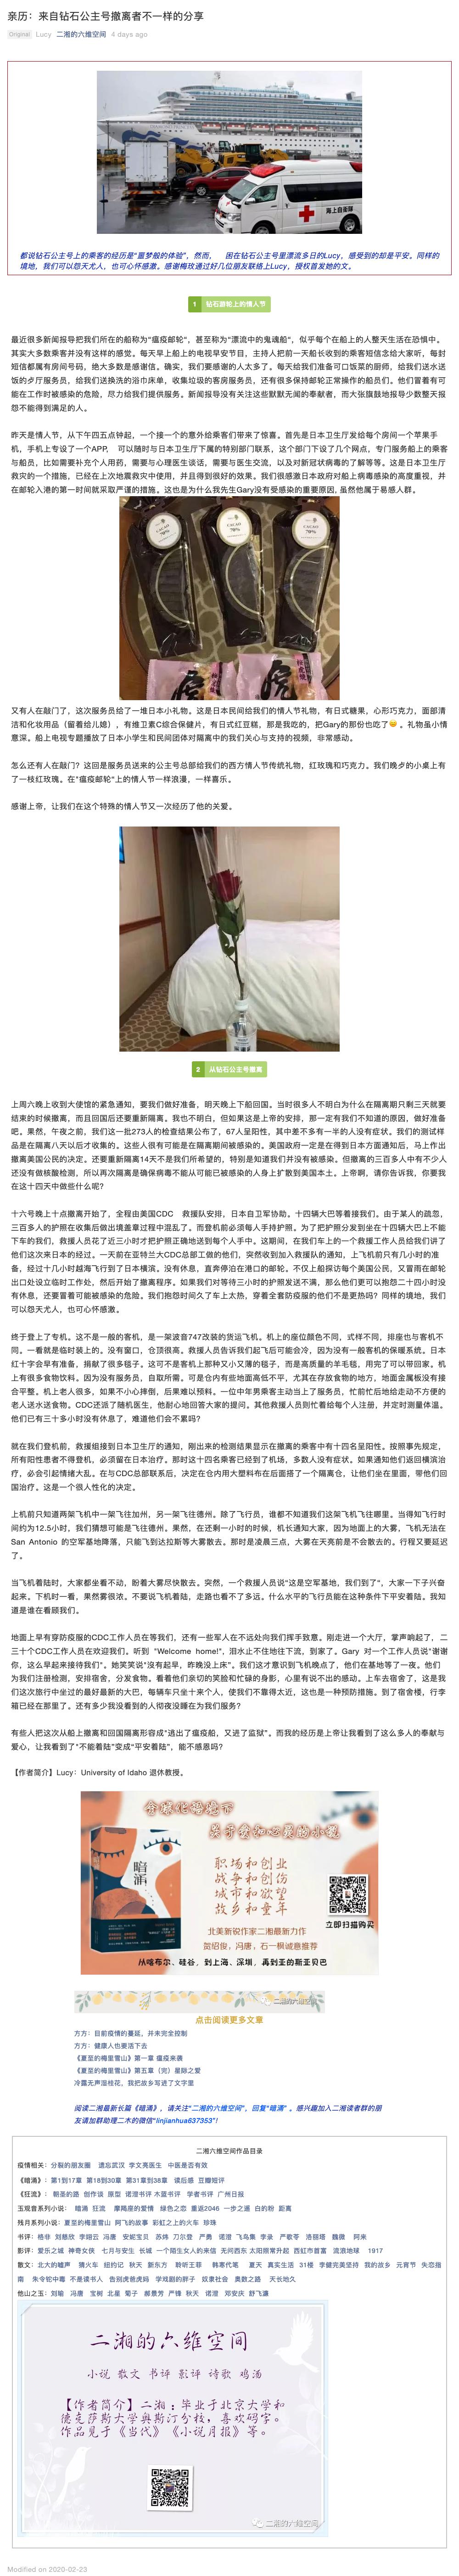 亲历：来自钻石公主号撤离者不一样的分享
Original Lucy 二湘的六维空间 4 days ago
海上自衛隊
都说钻石公主号上的乘客的经历是“噩梦般的体验”，然而， 困在钻石公主号里漂流多日的Lucy，感受到的却是平安。同样的
境地，我们可以怨天尤人，也可心怀感激。感谢梅玫通过好几位朋友联络上Lucy，授权首发她的文。
1 钻石游轮上的情人节
最近很多新闻报导把我们所在的船称为“瘟疫邮轮”，甚至称为“漂流中的鬼魂船”，似乎每个在船上的人整天生活在恐惧中。
其实大多数乘客并没有这样的感觉。每天早上船上的电视早安节目，主持人把前一天船长收到的乘客短信念给大家听，每封
短信都属有房间号码，绝大多数是感谢信。确实，我们要感谢的人太多了。每天给我们准备可口饭菜的厨师，给我们送水送
饭的夕厅服务员，给我们送换洗的浴巾床单，收集垃圾的客房服务员，还有很多保持邮轮正常操作的船员们。他们冒着有可
能在工作时被感染的危险，尽力给我们提供服务。新闻报导没有关注这些默默无闻的奉献者，而大张旗鼓地报导少数整天报
怨不能得到满足的人。
昨天是情人节，从下午四五点钟起，一个接一个的意外给乘客们带来了惊喜。首先是日本卫生厅发给每个房间一个苹果手
机，手机上专设了一个APP， 可以随时与日本卫生厅下属的特别部门联系，这个部门下设了几个网点，专门服务船上的乘客
与船员，比如需要补充个人用药，需要与心理医生谈话，需要与医生交流，以及对新冠状病毒的了解等等。这是日本卫生厅
救灾的一个措施，已经在上次地震救灾中使用，并且得到很好的效果。我们很感激日本政府对船上病毒感染的高度重视，并
在邮轮入港的第一时间就采取严谨的措施。这也是为什么我先生Gary没有受感染的重要原因, 虽然他属于易感人群。
CACAO
70%
又有人在敲门了，这次服务员给了一堆日本小礼物。这是日本民间给我们的情人节礼物，有日式糖果，心形巧克力，面部清
洁和化妆用品（留着给儿媳），有维卫素C综合保健片，有日式红豆糕，那是我吃的，把Gary的那份也吃了😊 。礼物虽小情
意深。船上电视专题播放了日本小学生和民间团体对隔离中的我们关心与支持的视频，非常感动。
怎么还有人在敲门？这回是服务员送来的公主号总部给我们的西方情人节传统礼物，红玫瑰和巧克力。我们晚夕的小桌上有
了一枝红玫瑰。在"瘟疫邮轮"上的情人节一样浪漫，一样喜乐。
感谢上帝，让我们在这个特殊的情人节又一次经历了他的关爱。
2 从钻石公主号撤离
上周六晚上收到大使馆的紧急通知，要我们做好准备，明天晚上下船回国。当时很多人不明白为什么在隔离期只剩三天就要
结束的时候撤离，而且回国后还要重新隔离。我也不明白，但如果这是上帝的安排，那一定有我们不知道的原因，做好准备
吧。果然，午夜之前，我们这一批273人的检查结果公布了，67人呈阳性，其中差不多有一半的人没有症状。我们的测试样
品是在隔离八天以后才收集的。这些人很有可能是在隔离期间被感染的。美国政府一定是在得到日本方面通知后，马上作出
撤离美国公民的决定。还要重新隔离14天不是我们所希望的，特别是知道我们并没有被感染。但撤离的三百多人中有不少人
还没有做核酸检测，所以再次隔离是确保病毒不能从可能已被感染的人身上扩散到美国本土。上帝啊，请你告诉我，你要我
在这十四天中做些什么呢？
十六号晚上十点撤离开始了，全程由美国CDC 救援队安排，日本自卫军协助。十四辆大巴等着接我们。由于某人的疏忽，
三百多人的护照在收集后做出境盖章过程中混乱了。而登机前必须每人手持护照。为了把护照分发到坐在十四辆大巴上不能
下车的我们，救援人员花了近三小时才把护照正确地送到每个人手中。这期间，在我们车上的一个救援工作人员给我们讲了
他们这次来日本的经过。一天前在亚特兰大CDC总部工做的他们，突然收到加入救援队的通知，上飞机前只有几小时的准
备，经过十几小时越海飞行到了日本横滨。没有休息，直奔停泊在港口的邮轮。不仅上船探访每个美国公民，又冒雨在邮轮
出口处设立临时工作处，然后开始了撤离程序。如果我们对等待三小时的护照发送不满，那么他们更可以抱怨二十四小时没
有休息，还要冒着可能被感染的危险。我们抱怨时间久了车上太热，穿着全套防疫服的他们不是更热吗？同样的境地，我们
可以怨天尤人，也可心怀感激。
终于登上了专机。这不是一般的客机，是一架波音747改装的货运飞机。机上的座位颜色不同，式样不同，排座也与客机不
同。一看就是临时装上的。没有窗口，仓顶很高。救援人员告诉我们起飞后可能会冷，因为没有一般客机的保暖系统。日本
红十字会早有准备，捐献了很多毯子。这可不是客机上那种又小又薄的毯子，而是高质量的羊毛毯，用完了可以带回家。机
上有很多食物饮料。因为没有服务员，自取所需。可是仓内有些地面高低不平，尤其在存放食物的地方，地面金属板没有接
合平整。机上老人很多，如果不小心摔倒，后果难以预料。一位中年男乘客主动当上了服务员，忙前忙后地给走动不方便的
老人送水送食物。CDC还派了随机医生，他耐心地回答大家的提问。其他救援人员则忙着给每个人注册，并定时测量体温。
他们已有三十多小时没有休息了，难道他们会不累吗？
就在我们登机前，救援组接到日本卫生厅的通知，刚出来的检测结果显示在撤离的乘客中有十四名呈阳性。按照事先规定，
所有阳性患者不得登机，必须留在日本治疗。那时这十四名乘客已经到了机场，多数人没有症状。如果通知他们返回横滨治
疗，必会引起情绪大乱。在与CDC总部联系后，决定在仓内用大塑料布在后面搭了一个隔离仓，让他们坐在里面，带他们回
国治疗。这是一个很人性化的决定。
上机前只知道两架飞机中一架飞往加州，另一架飞往德州。除了飞行员，谁都不知道我们这架飞机飞往哪里。当得知飞行时
间约为12.5小时，我们猜想可能是飞往德州。果然，在还剩一小时的时候，机长通知大家，因为地面上的大雾，飞机无法在
San Antonio 的空军基地降落，只能飞到达拉斯等大雾散去。那时是凌晨三点，大雾在天亮前是不会散去的。行程又要延迟
了。
当飞机着陆时，大家都坐着不动，盼着大雾尽快散去。突然，一个救援人员说"这是空军基地，我们到了"，大家一下子兴奋
起来。下机时一看，果然雾很浓。不要说飞机着陆，走路也看不了多远。什么水平的飞行员能在这种条件下平安着陆。我知
道是谁在看顾我们。
地面上早有穿防疫服的CDC工作人员在等我们，还有一些军人在不远处向我们挥手致意。刚走进一个大厅，掌声响起了，二
三十个CDC工作人员在欢迎我们。听到 "Welcome home!"，泪水止不住地往下流，到家了。Gary 对一个工作人员说"谢谢
你，这么早起来接待我们"。她笑笑说"没有起早，昨晚没上床"。我们这才意识到飞机晚点了，他们在基地等了一夜。他们
为我们注册检测，安排宿舍，分发食物。看着他们亲切的笑脸和忙碌的身影，心里有说不出的感动。上车去宿舍了，这是我
们这次旅行中坐过的最好最新的大巴，每辆车只坐十来个人，使我们不靠得太近，这也是一种预防措施。到了宿舍楼，行李
箱已经在那里了。还有多少我没看到的人彻夜没睡在为我们服务？
有些人把这次从船上撤离和回国隔离形容成"逃出了瘟疫船，又进了监狱"。而我的经历是上帝让我看到了这么多人的奉献与
爱心，让我看到了"不能着陆"变成"平安着陆"，能不感恩吗？
【作者简介】Lucy：University of Idaho 退休教授。
暗涌
职场和创业
城市和故乡
童年和青年
立即扫描购买
北美新锐作家二湘最新力作
贺绍俊，冯唐，石一枫诚意推荐
从喀布尔、硅谷，到上海、深圳，再到亚的斯亚贝巴
二湘的六维空间
点击阅读更多文章
方方：目前疫情的蔓延，并未完全控制
方方：健康人也要活下去
《夏至的梅里雪山》第一章 瘟疫来袭
《夏至的梅里雪山》第五章（完）星际之爱
冷露无声湿桂花，我把故乡写进了文字里
阅读二湘最新长篇《暗涌》，请关注“二湘的六维空间”，回复“暗涌” 。感兴趣加入二湘读者群的朋
友请加群助理二木的微信“linjianhua637353”!
二湘六维空间作品目录
疫情相关：分裂的朋友圈 遗忘武汉 李文亮医生 中医是否有效
《暗涌》：第1到17章 第18到30章 第31章到38章 读后感 豆瓣短评
《狂流》： 鞘圣的路 创作谈 原型 诺澄书评 木蓝书评 学者书评 广州日报
玉观音系列小说： 暗涌 狂流 摩羯座的爱情 绿色之恋 重返2046 一步之遥 白的粉 距离
残月系列小说：夏至的梅里雪山 阿飞的故事 彩虹之上的火车 珍珠
书评：格非 刘慈欣 李翊云 冯唐 安妮宝贝 苏炜 刀尔登 严勇 诺澄 飞鸟集 李录 严歌苓 洛丽塔 魏微 阿来
影评：爱乐之城 神奇女侠 七月与安生 长城 一个陌生女人的来信 无问西东 太阳照常升起 西虹市首富 流浪地球 1917
散文：北大的嘘声 猜火车 纽约记 秋天 新东方 聆听王菲 韩寒代笔 夏天 真实生活 31楼 李健完美坚持 我的故乡 元宵节 失恋指
南 朱令铊中毒 不是读书人 告别虎爸虎妈 学戏剧的胖子 奴隶社会 奥数之路 天长地久
他山之玉：刘瑜 冯唐 宝树 北星 菊子 郝景芳 严锋 秋天 诺澄 邓安庆 舒飞廉
二湘的六维空间
小说 散文 书评 影评 诗歌 鸡汤
【作者简介】二湘：毕业于北京大学和
德克萨斯大学奥斯汀分枝，喜欢码字。
作品见于《当代》《小说月报》等。
二湘的六维空间
Modified on 2020-02-23